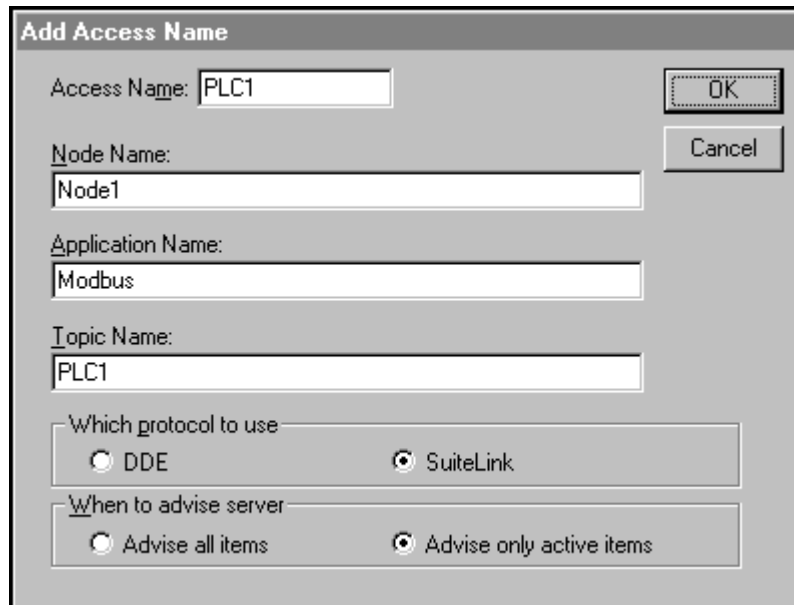 Add Access Name
Access Name: PLC1
OK
Node Name:
Cancel
Node1
Application Name:
Modbus
Topic Name:
PLC1
Which protocol to use
DDE SuiteLink
When to advise server
Advise all items Advise only active items